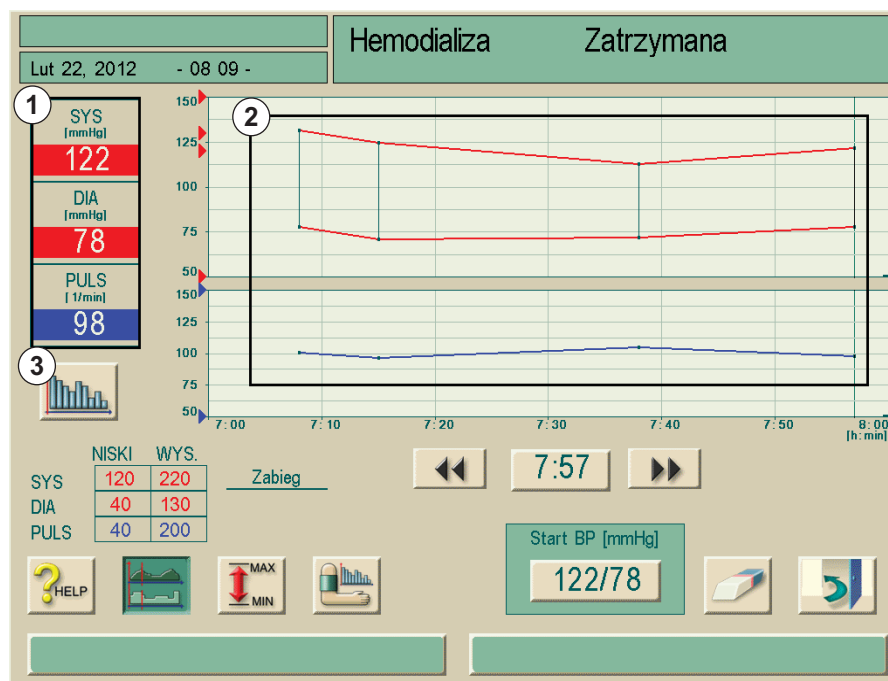 Hemodializa Zatrzymana
Lut 22, 2012 - 08 09 -
1
SYS
[mmHg]
122
DIA
[mmHg]
78
PULS
[ 1/min]
98
3
2
150
125
100
75
50
150
125
100
75
50
7:00 7:10 7:20 7:30 7:40 7:50 8:00
[h:min]
NISKI WYS.
SYS 120 220
DIA 40 130
PULS 40 200
Zabieg
7:57
Start BP [mmHg]
122/78
? HELP
MAX
MIN